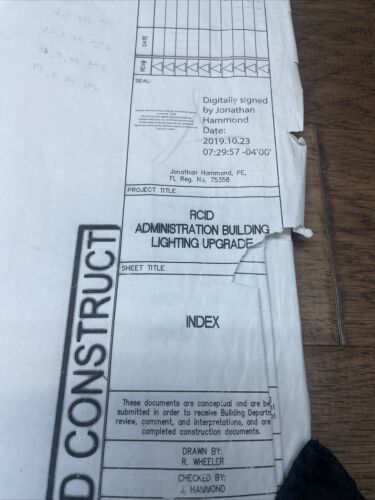 DATE
REV#
SEAL:
Digitally signed
by Jonathan
Hammond
Date:
2019.10.23
07:29:57 -04'00'
Jonathan Hammond, PE,
FL Reg. No. 75358
PROJECT TITLE
RCID
ADMINISTRATION BUILDING
LIGHTING UPGRADE
SHEET TITLE
INDEX
These documents are conceptual and are be
submitted in order to receive Building Departm
review, comment, and interpretations, and are
completed construction documents.
DRAWN BY:
R. WHEELER
CHECKED BY:
J. HAMMOND
D CONSTRUCT